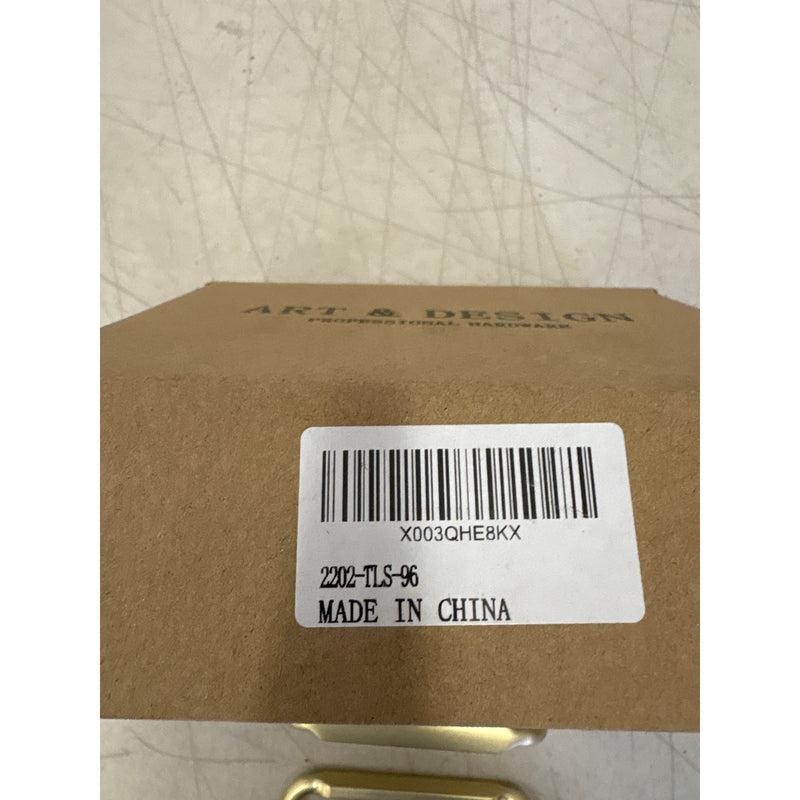 ART & DESIGN
PROFESSIONAL HARDWARE
X003QHE8KX
2202-TLS-96
MADE IN CHINA